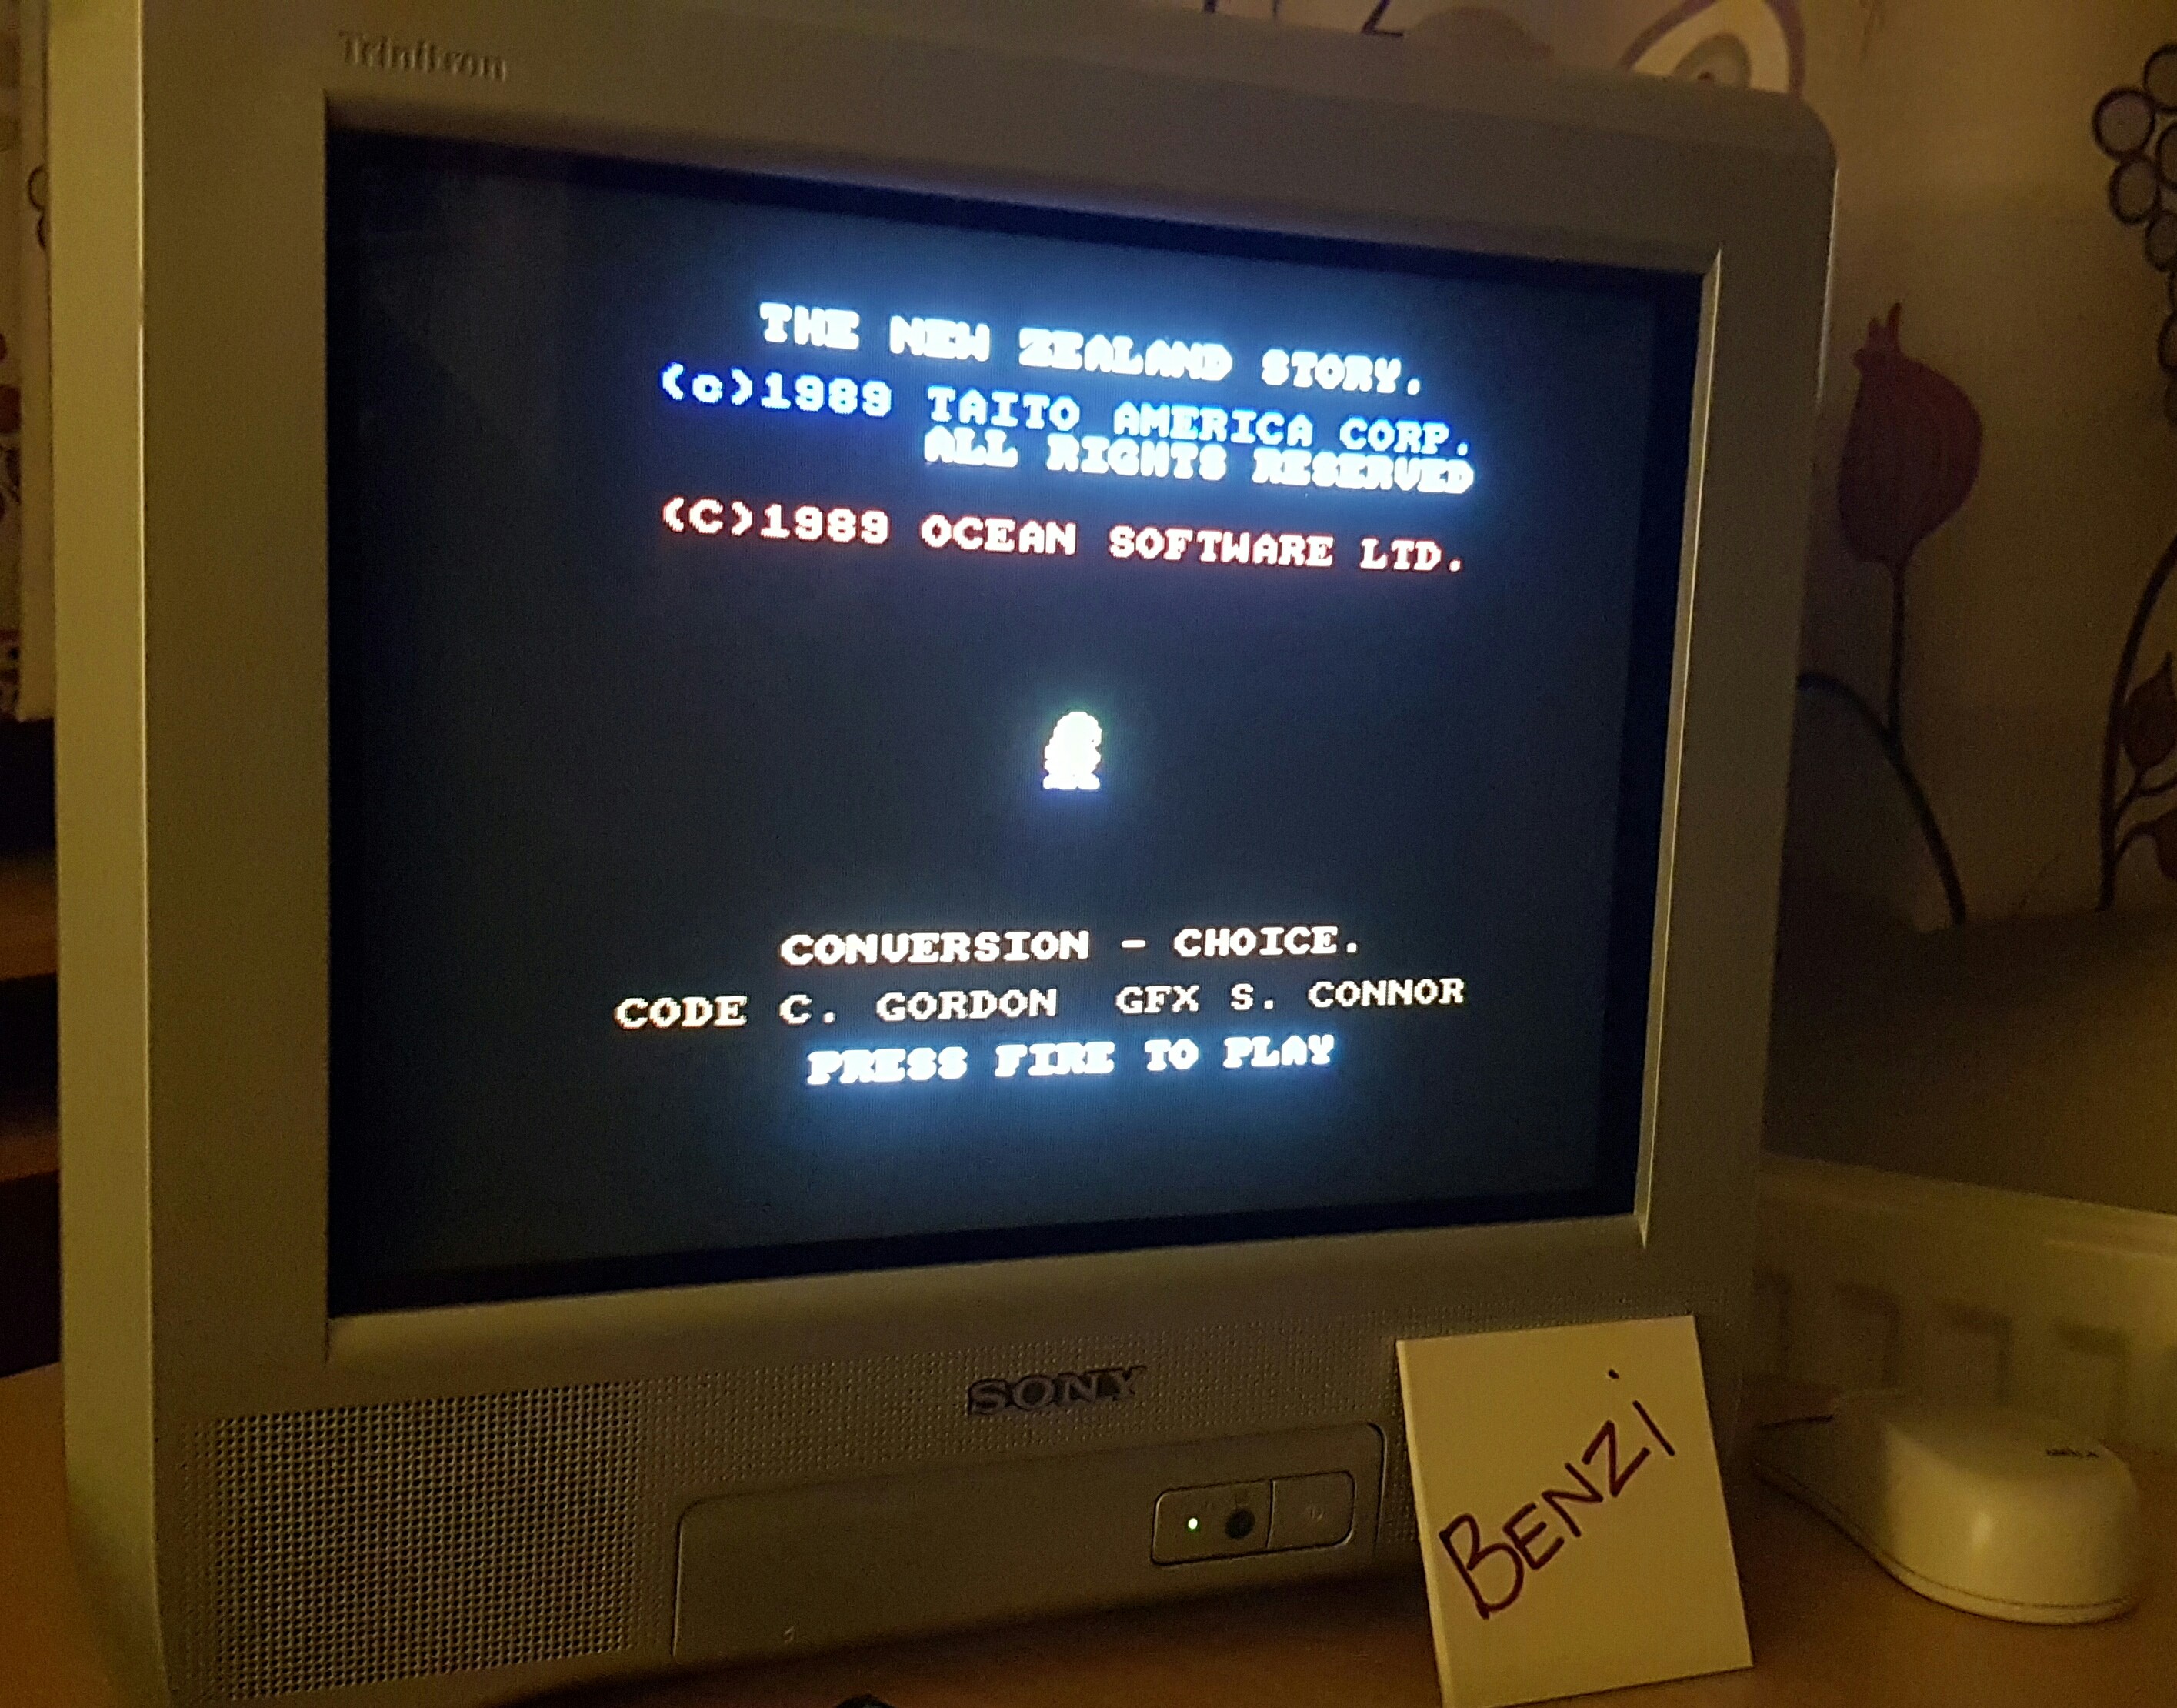 Trinitron
THE NEW ZEALAND STORY.
(c)1989 TAITO AMERICA CORP.
ALL RIGHTS RESERVED
(C)1989 OCEAN SOFTWARE LTD.
CONVERSION - CHOICE.
CODE C. GORDON  GFX S. CONNOR
PRESS FIRE TO PLAY
SONY
BENZi